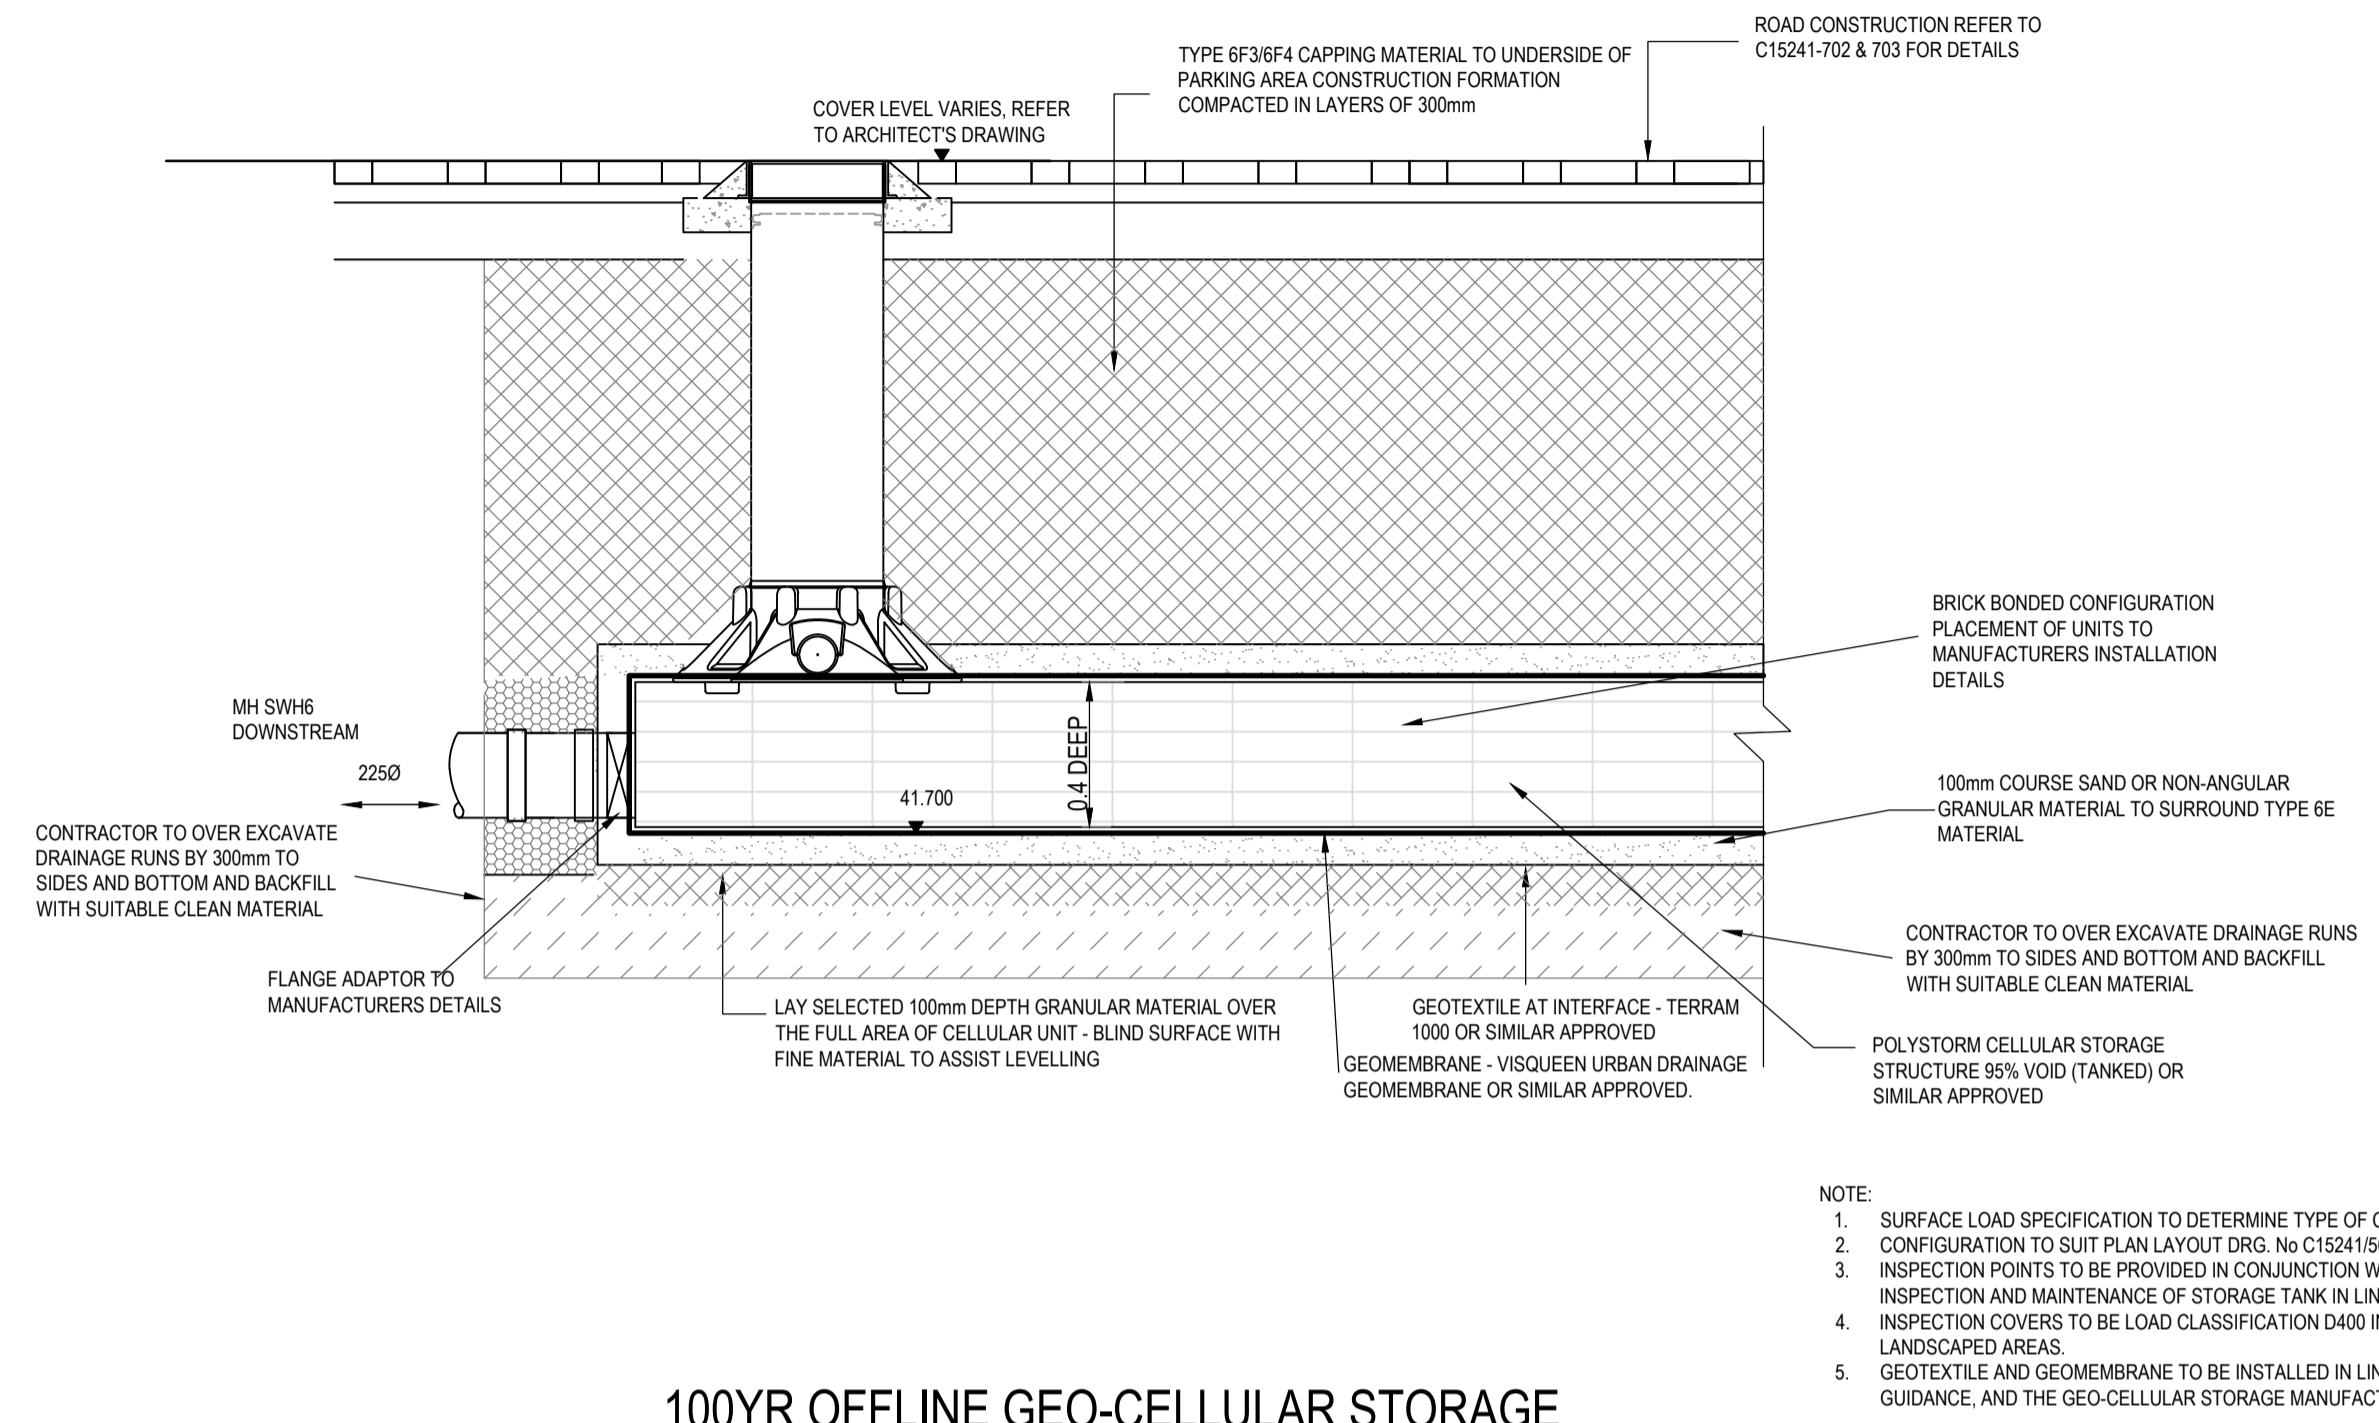 ROAD CONSTRUCTION REFER TO
C15241-702 & 703 FOR DETAILS
TYPE 6F3/6F4 CAPPING MATERIAL TO UNDERSIDE OF
PARKING AREA CONSTRUCTION FORMATION
COMPACTED IN LAYERS OF 300mm
COVER LEVEL VARIES, REFER
TO ARCHITECT'S DRAWING
BRICK BONDED CONFIGURATION
PLACEMENT OF UNITS TO
MANUFACTURERS INSTALLATION
DETAILS
MH SWH6
DOWNSTREAM
225Ø
0.4 DEEP
41.700
100mm COURSE SAND OR NON-ANGULAR
GRANULAR MATERIAL TO SURROUND TYPE 6E
MATERIAL
CONTRACTOR TO OVER EXCAVATE
DRAINAGE RUNS BY 300mm TO
SIDES AND BOTTOM AND BACKFILL
WITH SUITABLE CLEAN MATERIAL
CONTRACTOR TO OVER EXCAVATE DRAINAGE RUNS
BY 300mm TO SIDES AND BOTTOM AND BACKFILL
WITH SUITABLE CLEAN MATERIAL
FLANGE ADAPTOR TO
MANUFACTURERS DETAILS
LAY SELECTED 100mm DEPTH GRANULAR MATERIAL OVER
THE FULL AREA OF CELLULAR UNIT - BLIND SURFACE WITH
FINE MATERIAL TO ASSIST LEVELLING
GEOTEXTILE AT INTERFACE - TERRAM
1000 OR SIMILAR APPROVED
GEOMEMBRANE - VISQUEEN URBAN DRAINAGE
GEOMEMBRANE OR SIMILAR APPROVED.
POLYSTORM CELLULAR STORAGE
STRUCTURE 95% VOID (TANKED) OR
SIMILAR APPROVED
NOTE:
1. SURFACE LOAD SPECIFICATION TO DETERMINE TYPE OF
2. CONFIGURATION TO SUIT PLAN LAYOUT DRG. No
3. INSPECTION POINTS TO BE PROVIDED IN CONJUNCTION
INSPECTION AND MAINTENANCE OF STORAGE TANK IN
4. INSPECTION COVERS TO BE LOAD CLASSIFICATION D400
LANDSCAPED AREAS.
5. GEOTEXTILE AND GEOMEMBRANE TO BE INSTALLED IN
GUIDANCE, AND THE GEO-CELLULAR STORAGE
100YR OFFLINE GEO-CELLULAR STORAGE